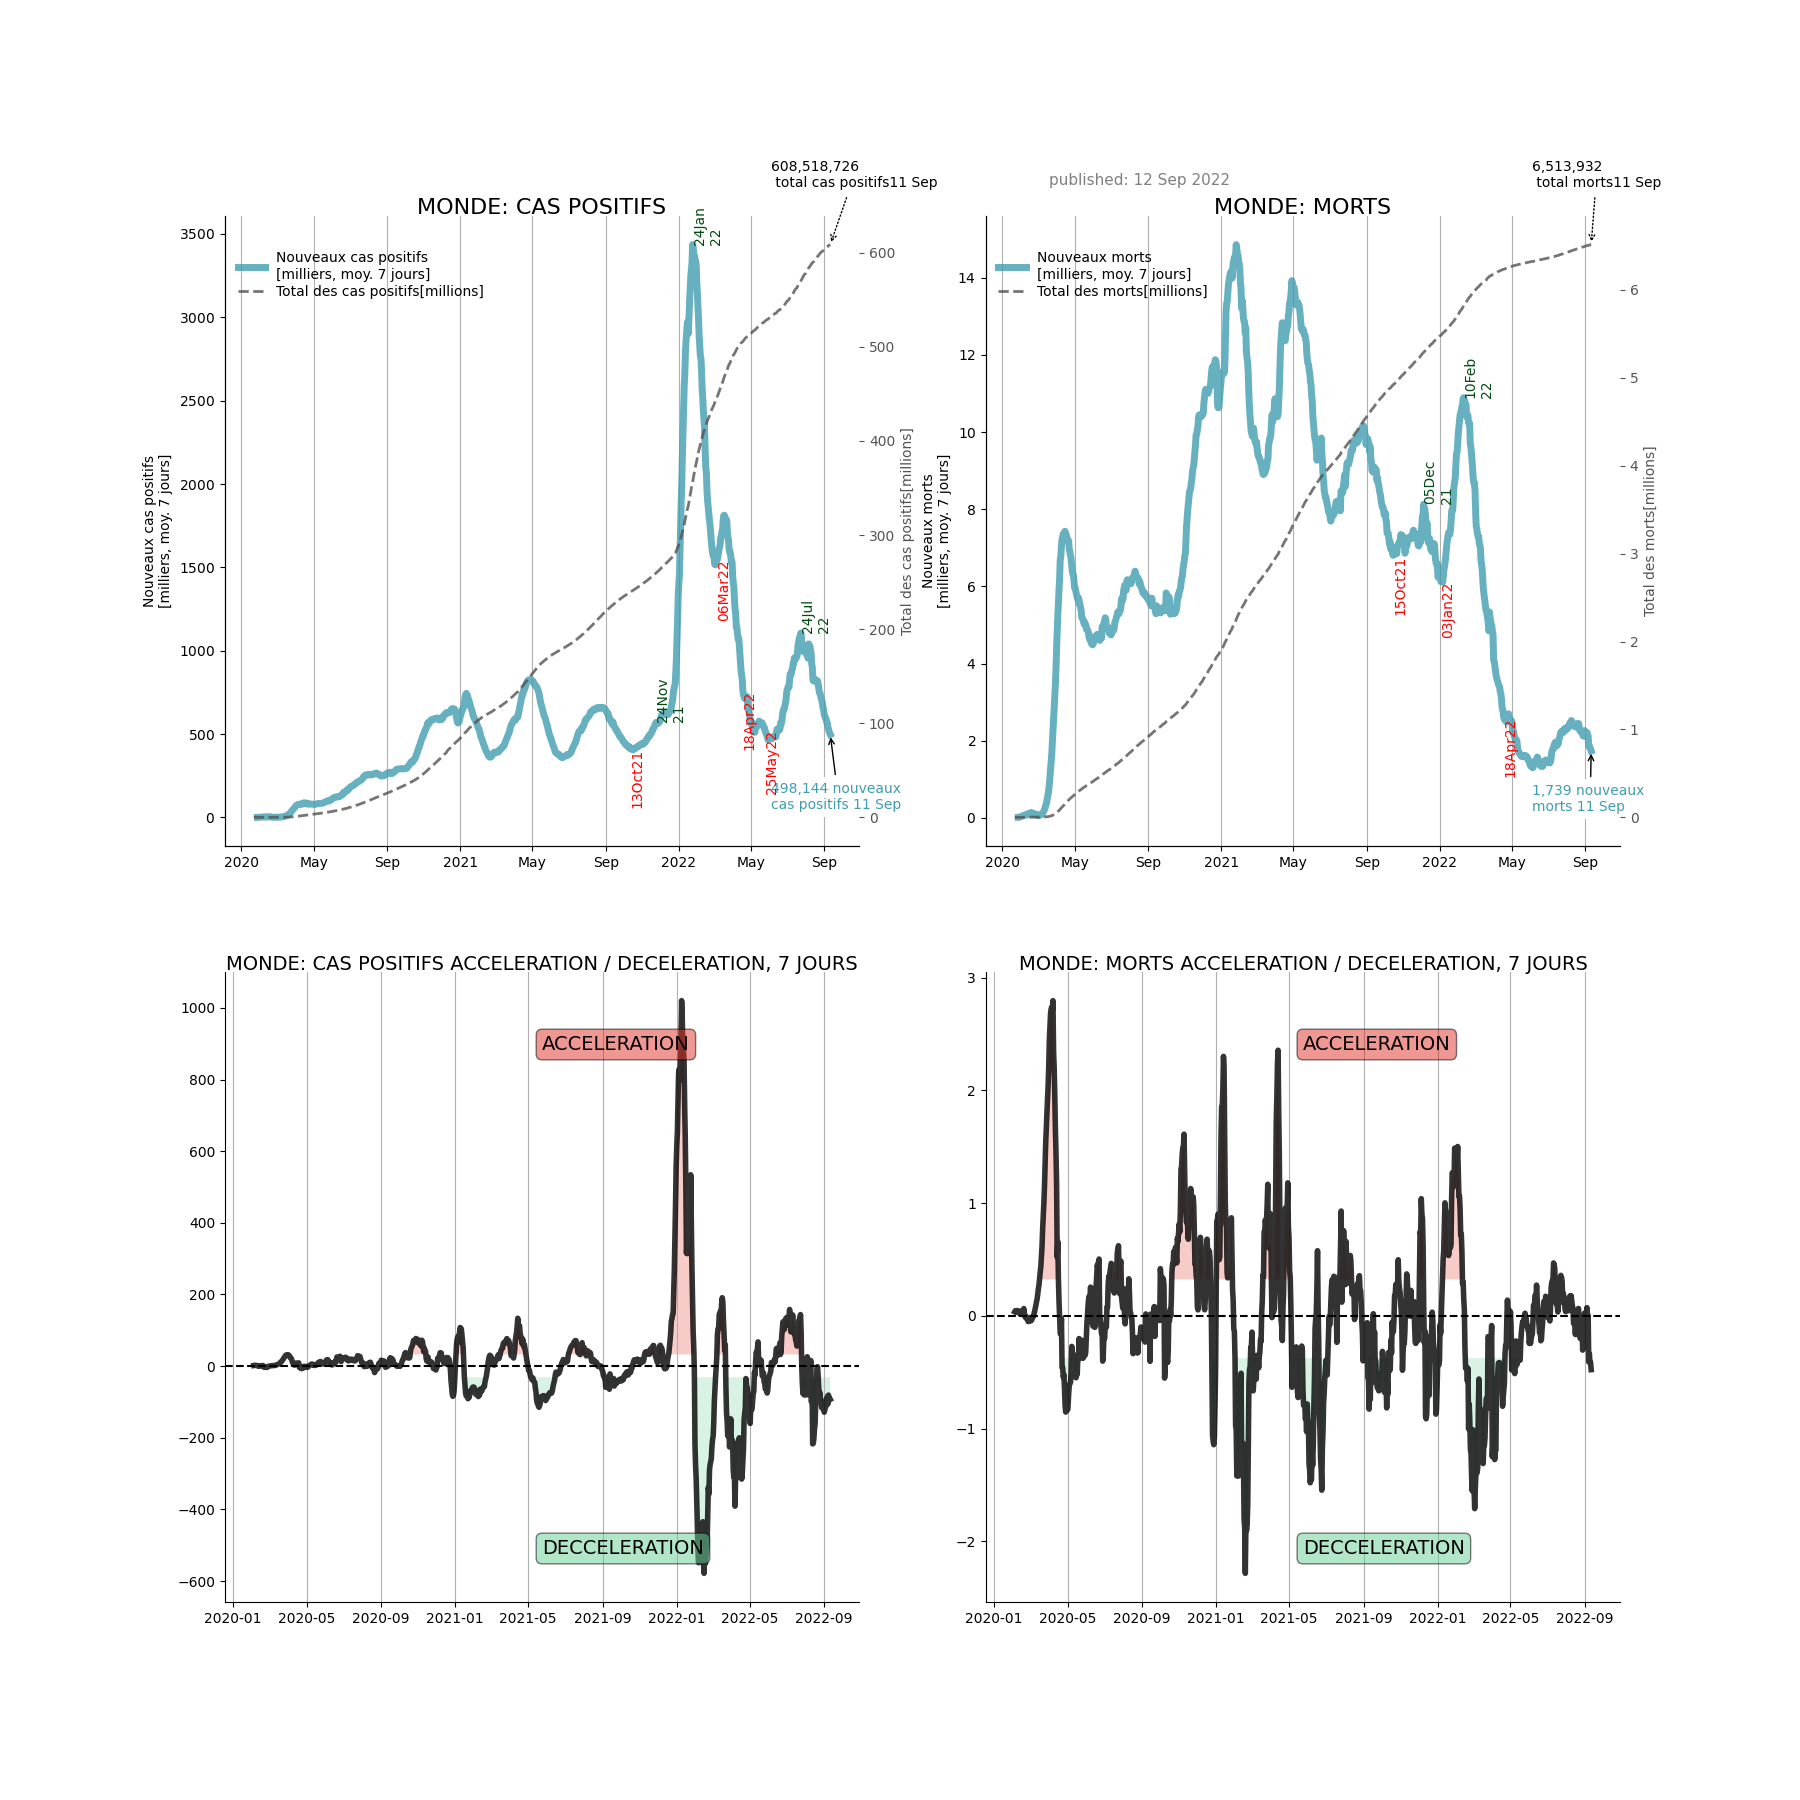 608,518,726
total cas positifs11 Sep
published: 12 Sep 2022
6,513,932
total morts11 Sep
MONDE: CAS POSITIFS
Nouveaux cas positifs
[milliers, moy. 7 jours]
Total des cas positifs[millions]
Nouveaux cas positifs
[milliers, moy. 7 jours]
3500
3000
2500
2000
1500
1000
500
0
600
500
400
300
200
100
0
Total des cas positifs[millions]
24Jan
22
06Mar22
24Jul
22
24Nov
21
18Apr22
25May22
13Oct21
498,144 nouveaux
cas positifs 11 Sep
2020 May Sep 2021 May Sep 2022 May Sep
MONDE: MORTS
Nouveaux morts
[milliers, moy. 7 jours]
Total des morts[millions]
Nouveaux morts
[milliers, moy. 7 jours]
14
12
10
8
6
4
2
0
6
5
4
3
2
1
0
Total des morts[millions]
10Feb
22
05Dec
21
15Oct21
03Jan22
18Apr22
1,739 nouveaux
morts 11 Sep
2020 May Sep 2021 May Sep 2022 May Sep
MONDE: CAS POSITIFS ACCELERATION / DECELERATION, 7 JOURS
1000
800
600
400
200
0
−200
−400
−600
ACCELERATION
DECCELERATION
2020-01 2020-05 2020-09 2021-01 2021-05 2021-09 2022-01 2022-05 2022-09
MONDE: MORTS ACCELERATION / DECELERATION, 7 JOURS
3
2
1
0
−1
−2
ACCELERATION
DECCELERATION
2020-01 2020-05 2020-09 2021-01 2021-05 2021-09 2022-01 2022-05 2022-09